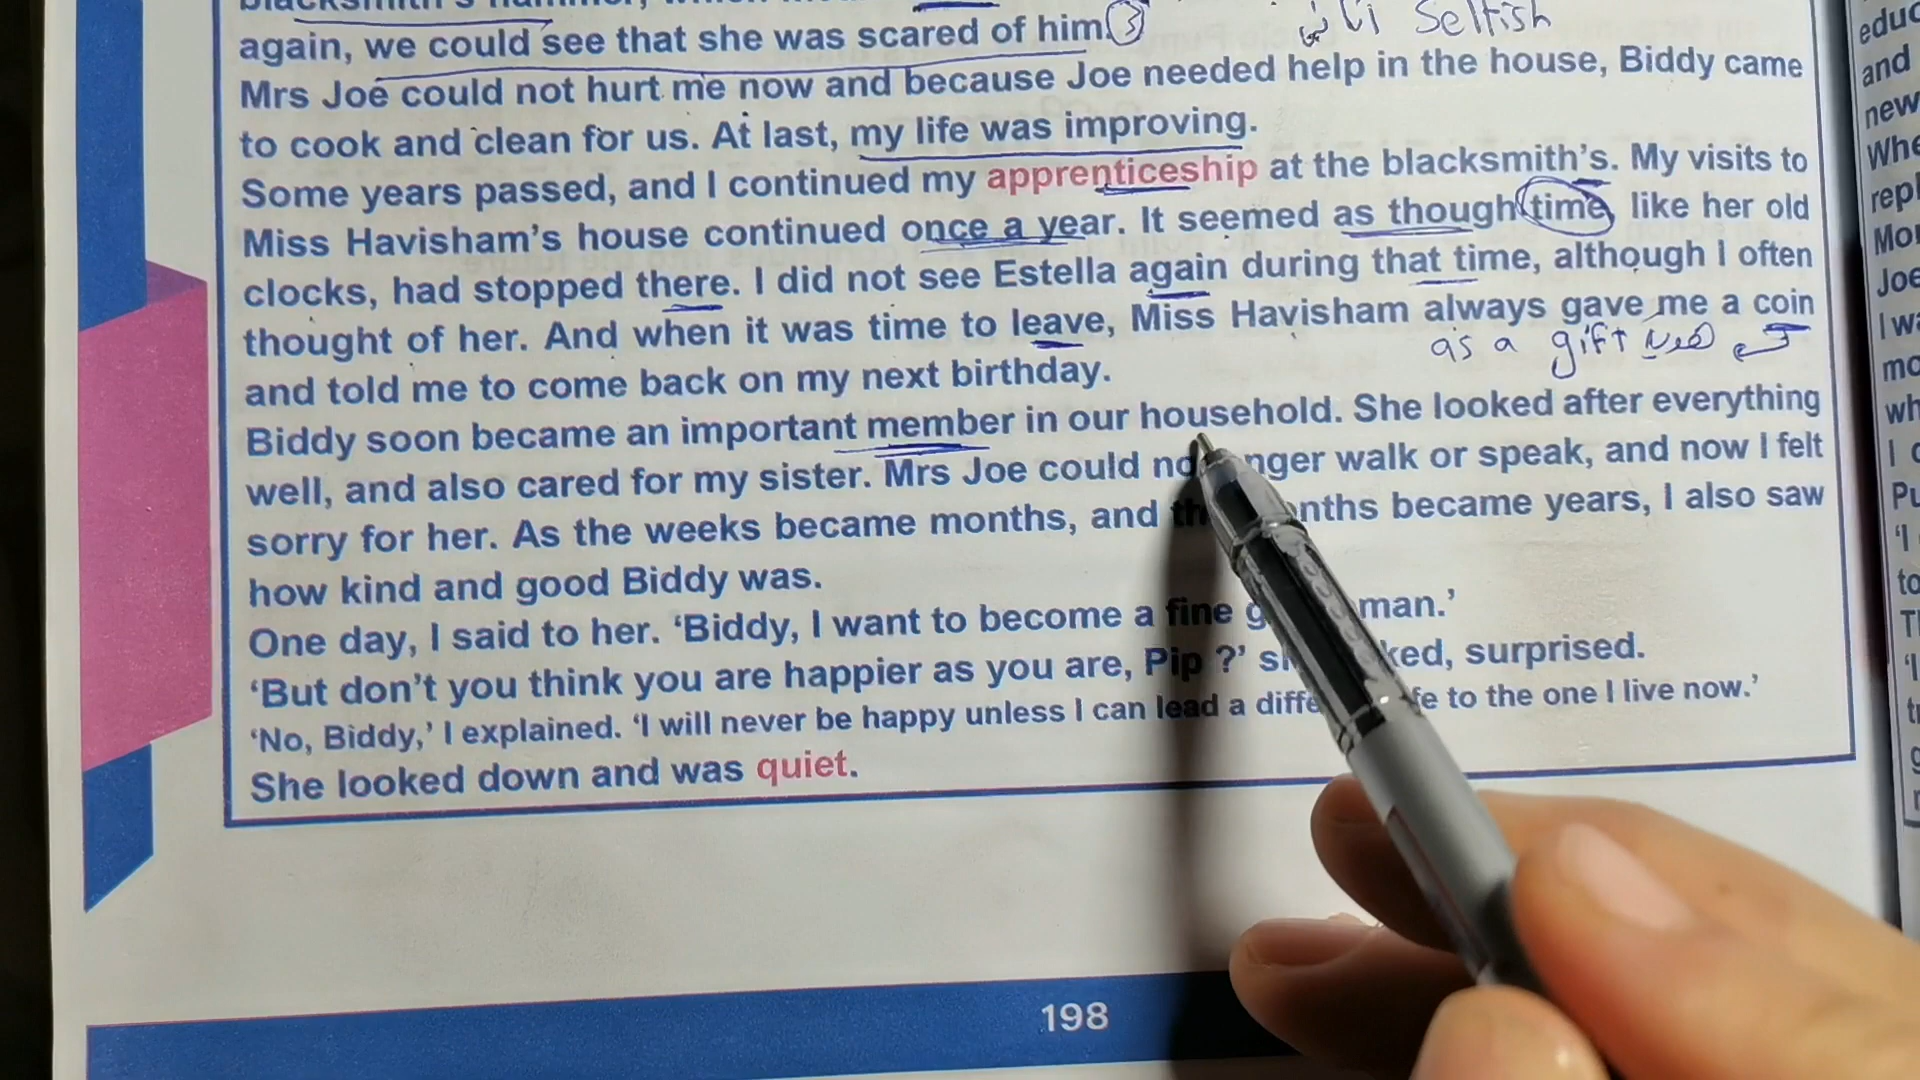 Selfish
again, we could see that she was scared of him. 3
Mrs Joe could not hurt me now and because Joe needed help in the house, Biddy came
to cook and clean for us. At last, my life was improving.
Some years passed, and I continued my apprenticeship at the blacksmith's. My visits to
Miss Havisham's house continued once a year. It seemed as though time, like her old
clocks, had stopped there. I did not see Estella again during that time, although I often
thought of her. And when it was time to leave, Miss Havisham always gave me a coin
as a gift
and told me to come back on my next birthday.
Biddy soon became an important member in our household. She looked after everything
well, and also cared for my sister. Mrs Joe could walk or speak, and now I felt
sorry for her. As the weeks became months, and became years, I also saw
how kind and good Biddy was.
One day, I said to her. 'Biddy, I want to become a fine
'But don't you think you are happier as you are, Pip ?' surprised.
'No, Biddy,' I explained. 'I will never be happy unless I can lead a to the one I live now.'
She looked down and was quiet.
198
and
Joe